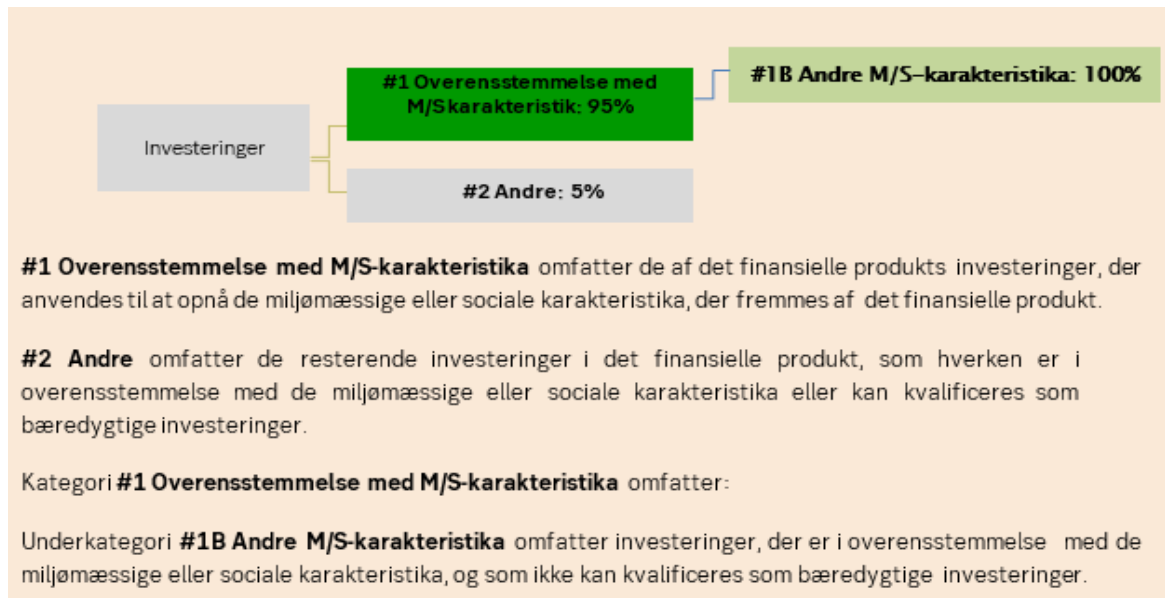 #1 Overensstemmelse med
M/Skarakteristik: 95%
#1B Andre M/S-karakteristika: 100%
Investeringer
#2 Andre: 5%
#1 Overensstemmelse med M/S-karakteristika omfatter de af det finansielle produkts investeringer, der
anvendes til at opnå de miljømæssige eller sociale karakteristika, der fremmes af det finansielle produkt.
#2 Andre omfatter de resterende investeringer i det finansielle produkt, som hverken er i
overensstemmelse med de miljømæssige eller sociale karakteristika eller kan kvalificeres som
bæredygtige investeringer.
Kategori #1 Overensstemmelse med M/S-karakteristika omfatter:
Underkategori #1B Andre M/S-karakteristika omfatter investeringer, der er i overensstemmelse med de
miljømæssige eller sociale karakteristika, og som ikke kan kvalificeres som bæredygtige investeringer.